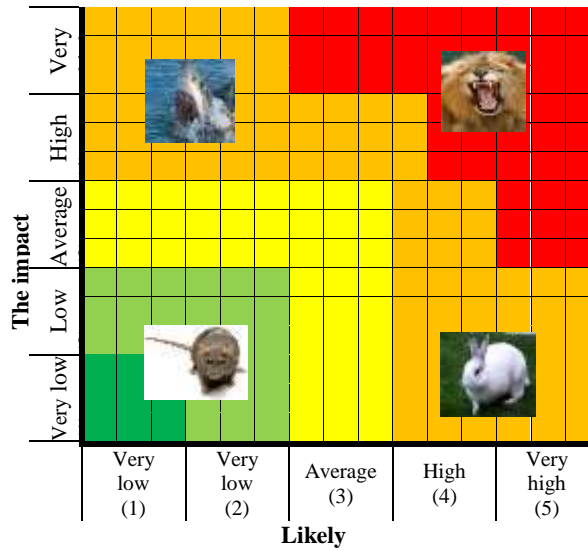 Very
High
Average
Low
Very low
The impact
Very
low
(1)
Very
low
(2)
Average
(3)
High
(4)
Very
high
(5)
Likely